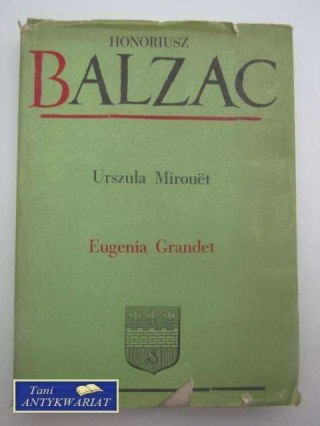 HONORIUSZ
BALZAC
Urszula Mirouët
Eugenia Grandet
S
Tani
ANTYKWARIAT